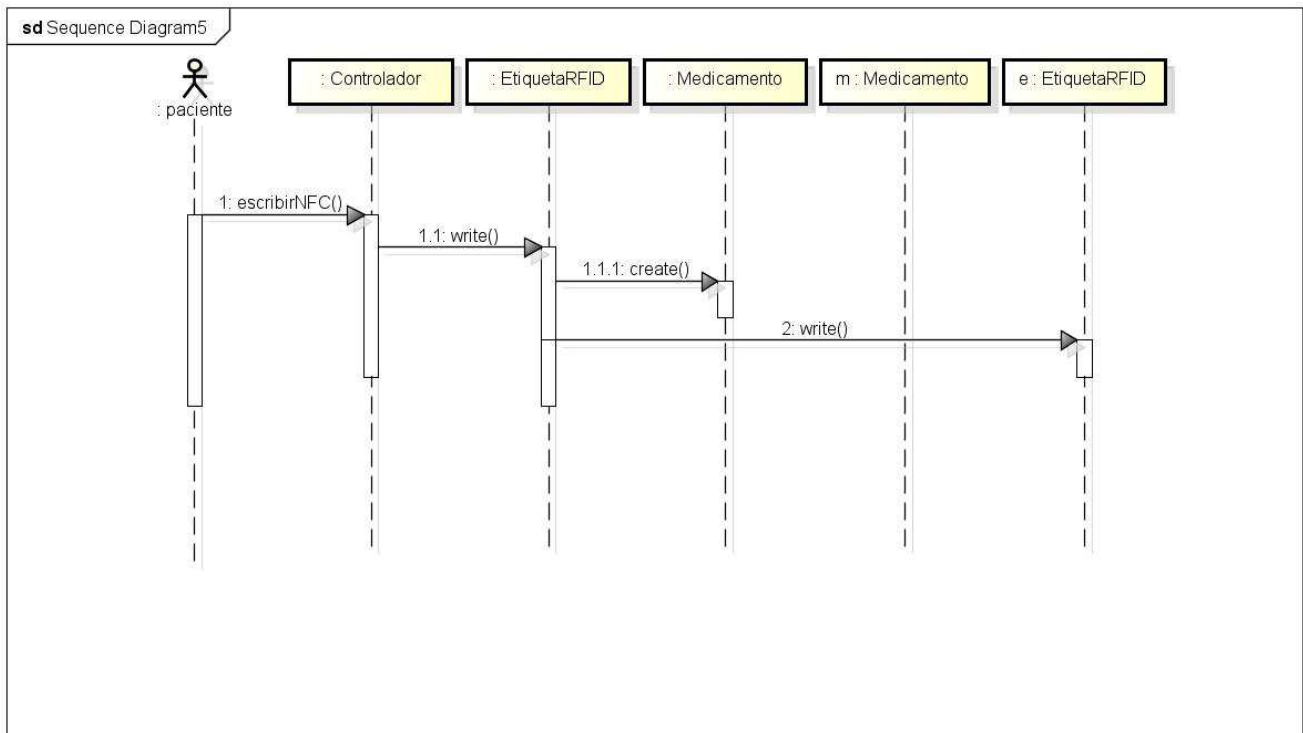 sd Sequence Diagram5
: paciente
: Controlador
: EtiquetaRFID
: Medicamento
m : Medicamento
e : EtiquetaRFID
1: escribirNFC()
1.1: write()
1.1.1: create()
2: write()